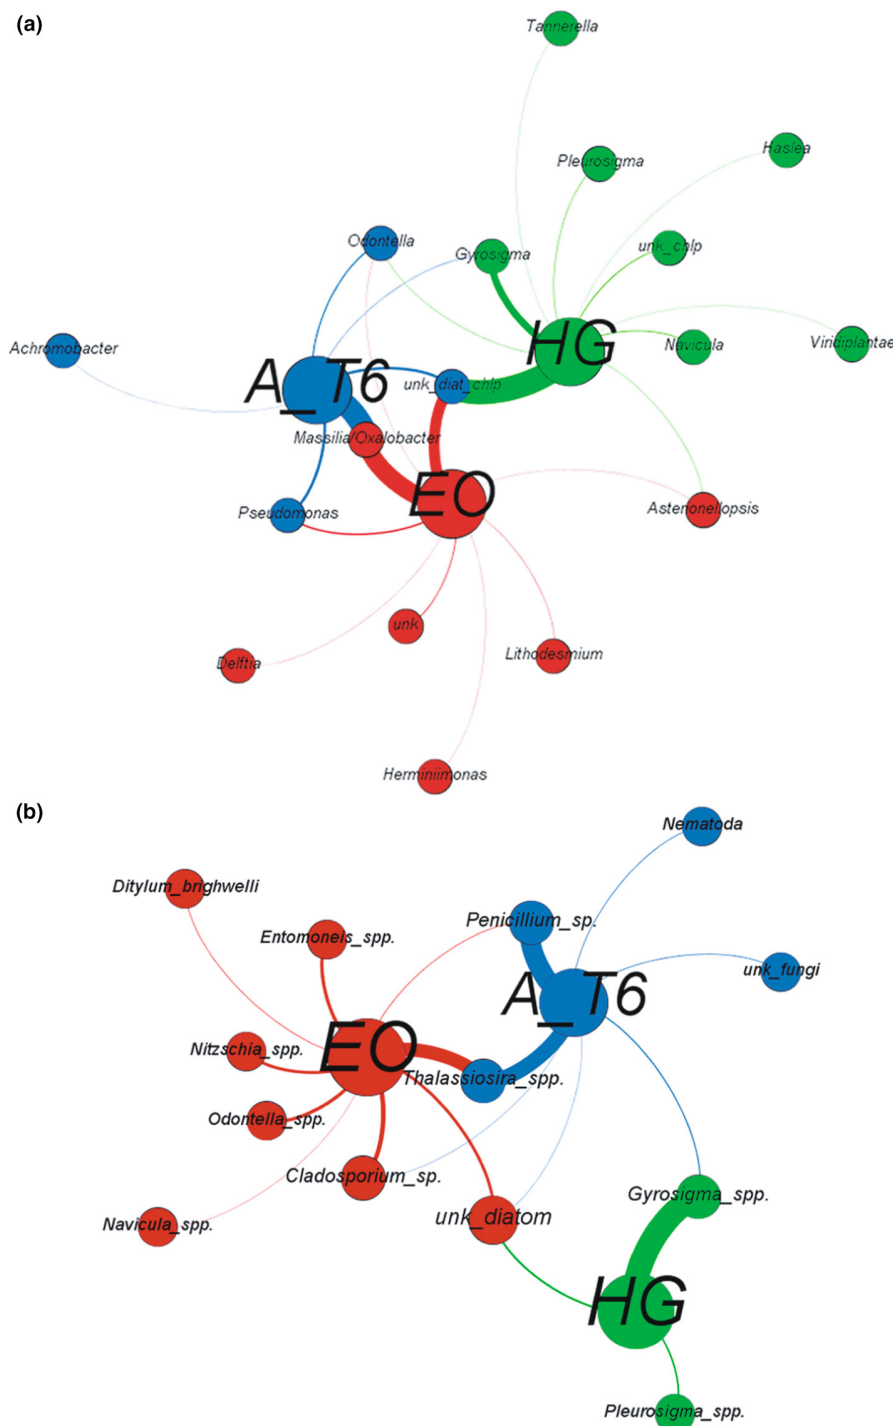 (a)
Tannerella
Pleurosigma
Haslea
Odontella
Gyrosigma
unk_chlp
HG
Navicula
Viridiplantae
Achromobacter
A_T6
unk_diat_chlp
Massilia/Oxalobacter
EO
Pseudomonas
Asterionellopsis
unk
Lithodesmium
Delftia
Herminiimonas
(b)
Nematoda
Ditylum_brighwelli
Penicillium_sp.
Entomoneis_spp.
unk_fungi
A_T6
EO
Nitzschia_spp.
Thalassiosira_spp.
Odontella_spp.
Cladosporium_sp.
Gyrosigma_spp.
Navicula_spp.
unk_diatom
HG
Pleurosigma_spp.